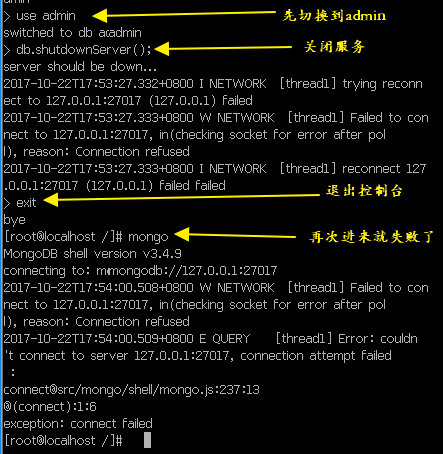 > use admin
先切换到admin
switched to db admin
> db.shutdownServer();
关闭服务
server should be down...
2017-10-22T17:53:27.332+0800 I NETWORK  [thread1] trying reconn
ect to 127.0.0.1:27017 (127.0.0.1) failed
2017-10-22T17:53:27.333+0800 W NETWORK  [thread1] Failed to con
nect to 127.0.0.1:27017, in(checking socket for error after pol
l), reason: Connection refused
2017-10-22T17:53:27.333+0800 I NETWORK  [thread1] reconnect 127
.0.0.1:27017 (127.0.0.1) failed failed
> exit
退出控制台
bye
[root@localhost /]# mongo
再次进来就失败了
MongoDB shell version v3.4.9
connecting to: mongodb://127.0.0.1:27017
2017-10-22T17:54:00.508+0800 W NETWORK  [thread1] Failed to con
nect to 127.0.0.1:27017, in(checking socket for error after pol
l), reason: Connection refused
2017-10-22T17:54:00.509+0800 E QUERY    [thread1] Error: couldn
't connect to server 127.0.0.1:27017, connection attempt failed
:
connect@src/mongo/shell/mongo.js:237:13
@(connect):1:6
exception: connect failed
[root@localhost /]#